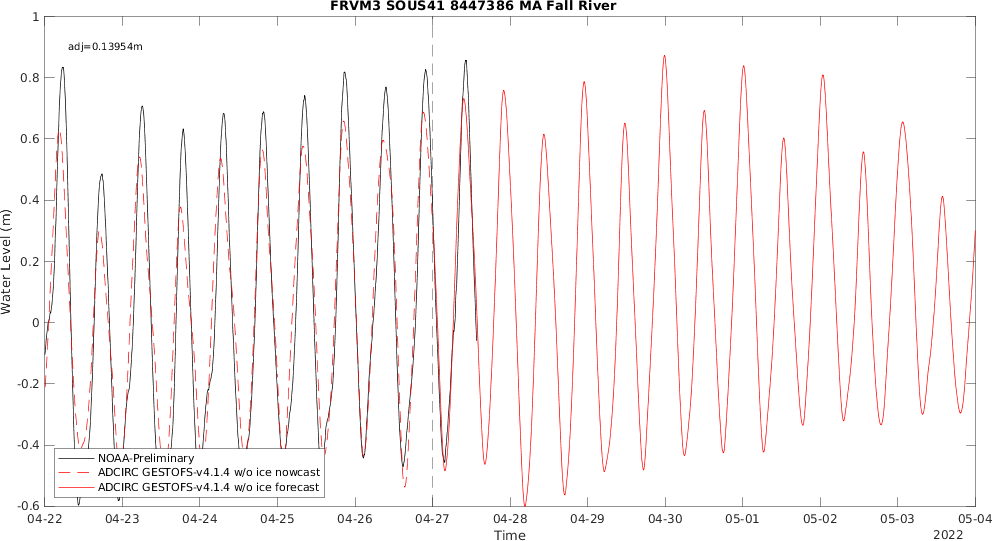 FRVM3 SOUS41 8447386 MA Fall River
adj=0.13954m
Water Level (m)
1
0.8
0.6
0.4
0.2
0
-0.2
-0.4
-0.6
NOAA-Preliminary
ADCIRC GESTOFS-v4.1.4 w/o ice nowcast
ADCIRC GESTOFS-v4.1.4 w/o ice forecast
04-22 04-23 04-24 04-25 04-26 04-27 04-28 04-29 04-30 05-01 05-02 05-03 05-04
Time
2022